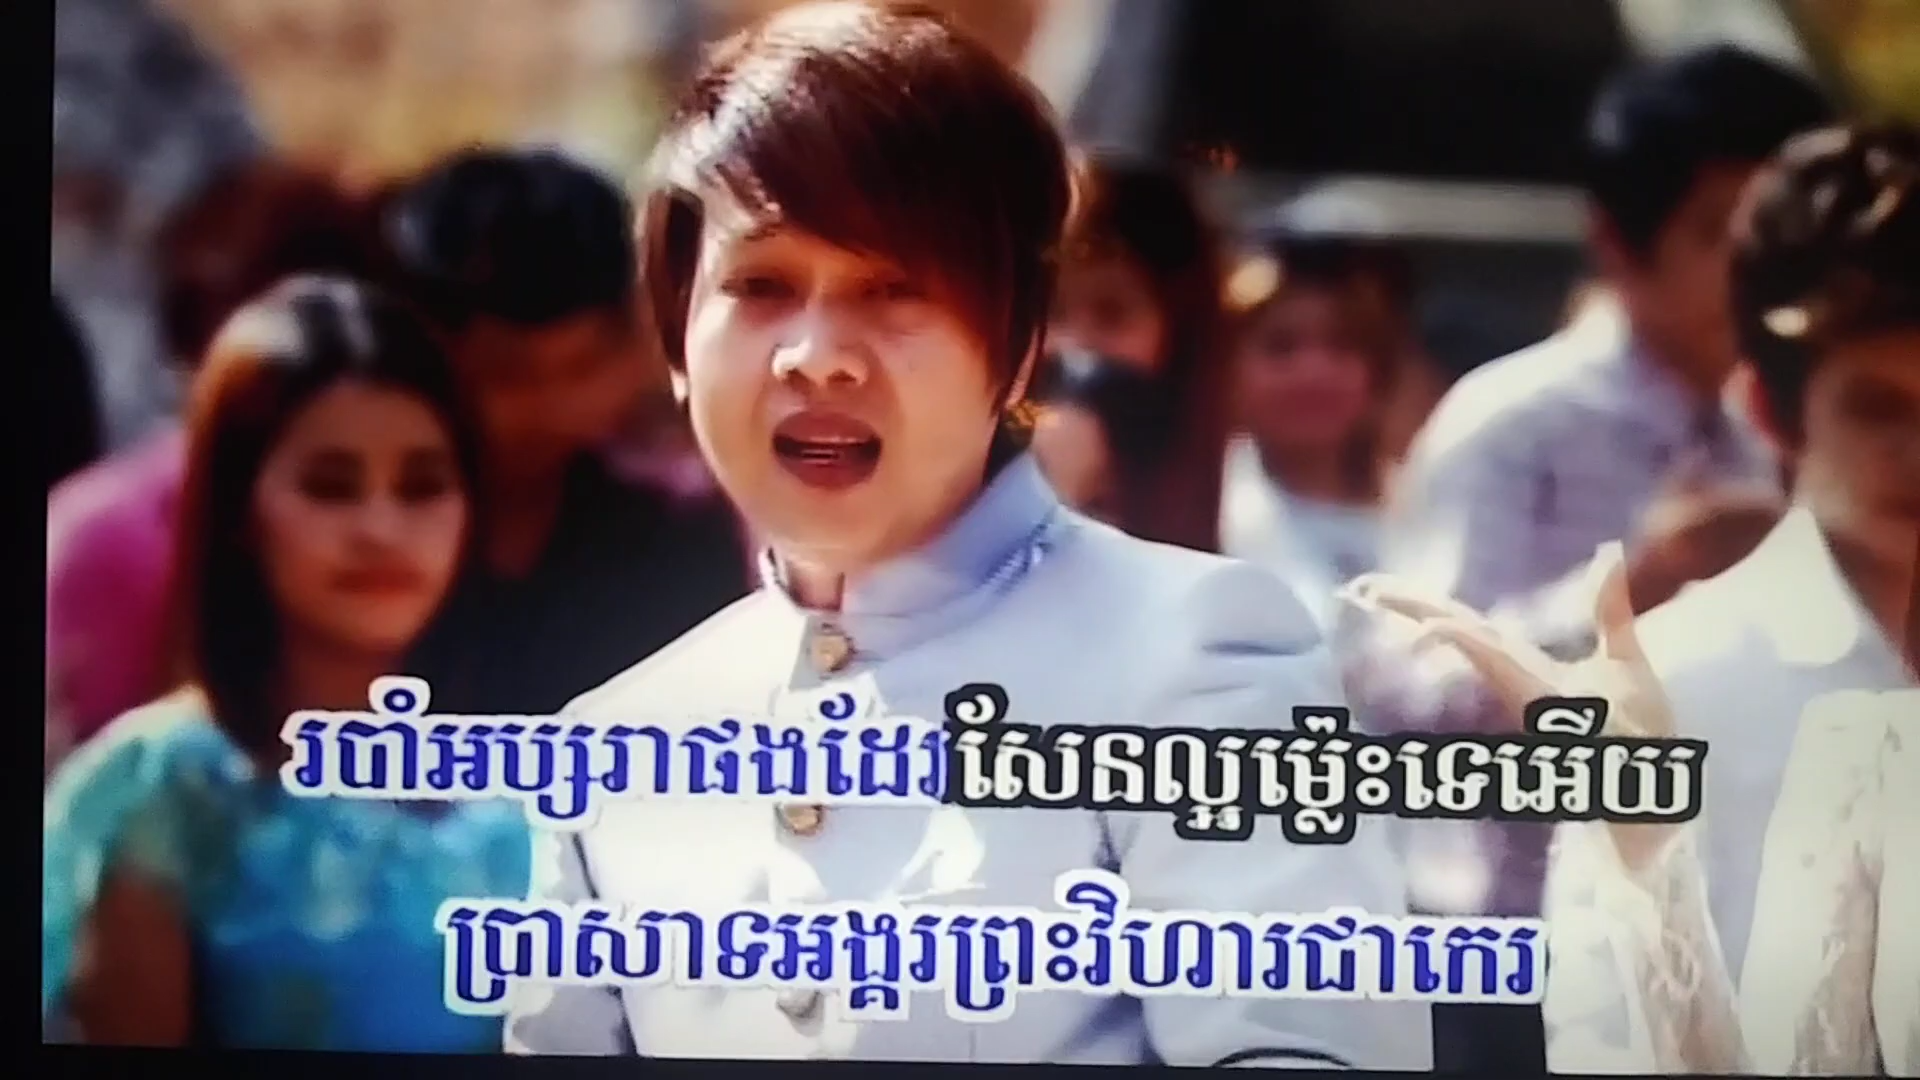 របាំអប្សរាផងដែរសែនល្អម្ល៉េះទេអើយ
ប្រាសាទអង្គរព្រះវិហារជាកេរ